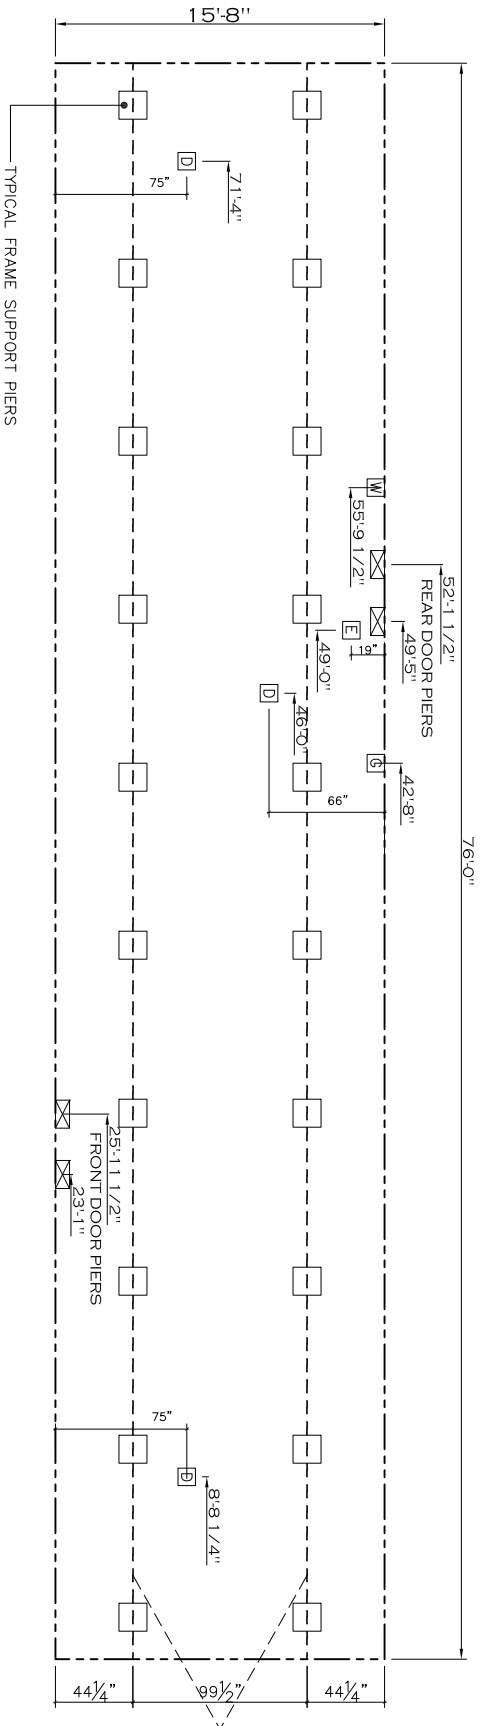 15'-8"
TYPICAL FRAME SUPPORT PIERS
D
75"
71'-4"
W
55'-9 1/2"
52'-1 1/2"
REAR DOOR PIERS
49'-5"
E
19"
49'-0"
D
46'-0"
66"
G
42'-8"
76'-0"
25'-11 1/2"
FRONT DOOR PIERS
23'-1"
75"
D
8'-8 1/4"
44 1/4"
99 1/2"
44 1/4"